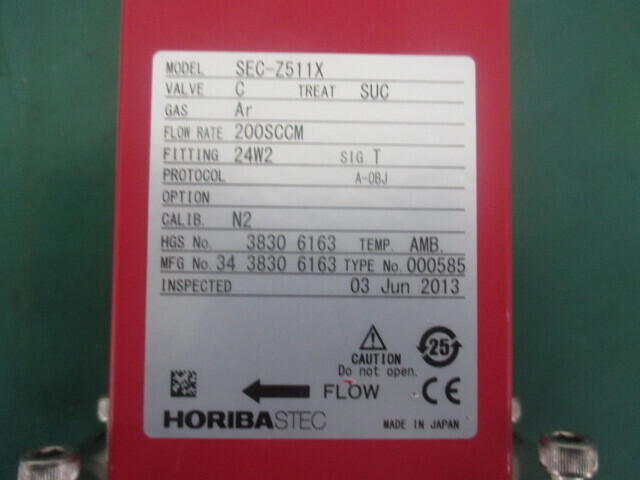 MODEL SEC-Z511X
VALVE C TREAT SUC
GAS Ar
FLOW RATE 200SCCM
FITTING 24W2 SIG. T
PROTOCOL A-OBJ
OPTION
CALIB. N2
HGS No. 3830 6163 TEMP. AMB.
MFG No. 34 3830 6163 TYPE No. 000585
INSPECTED 03 Jun 2013
CAUTION
Do not open.
25
FLOW
CE
HORIBASTEC
MADE IN JAPAN